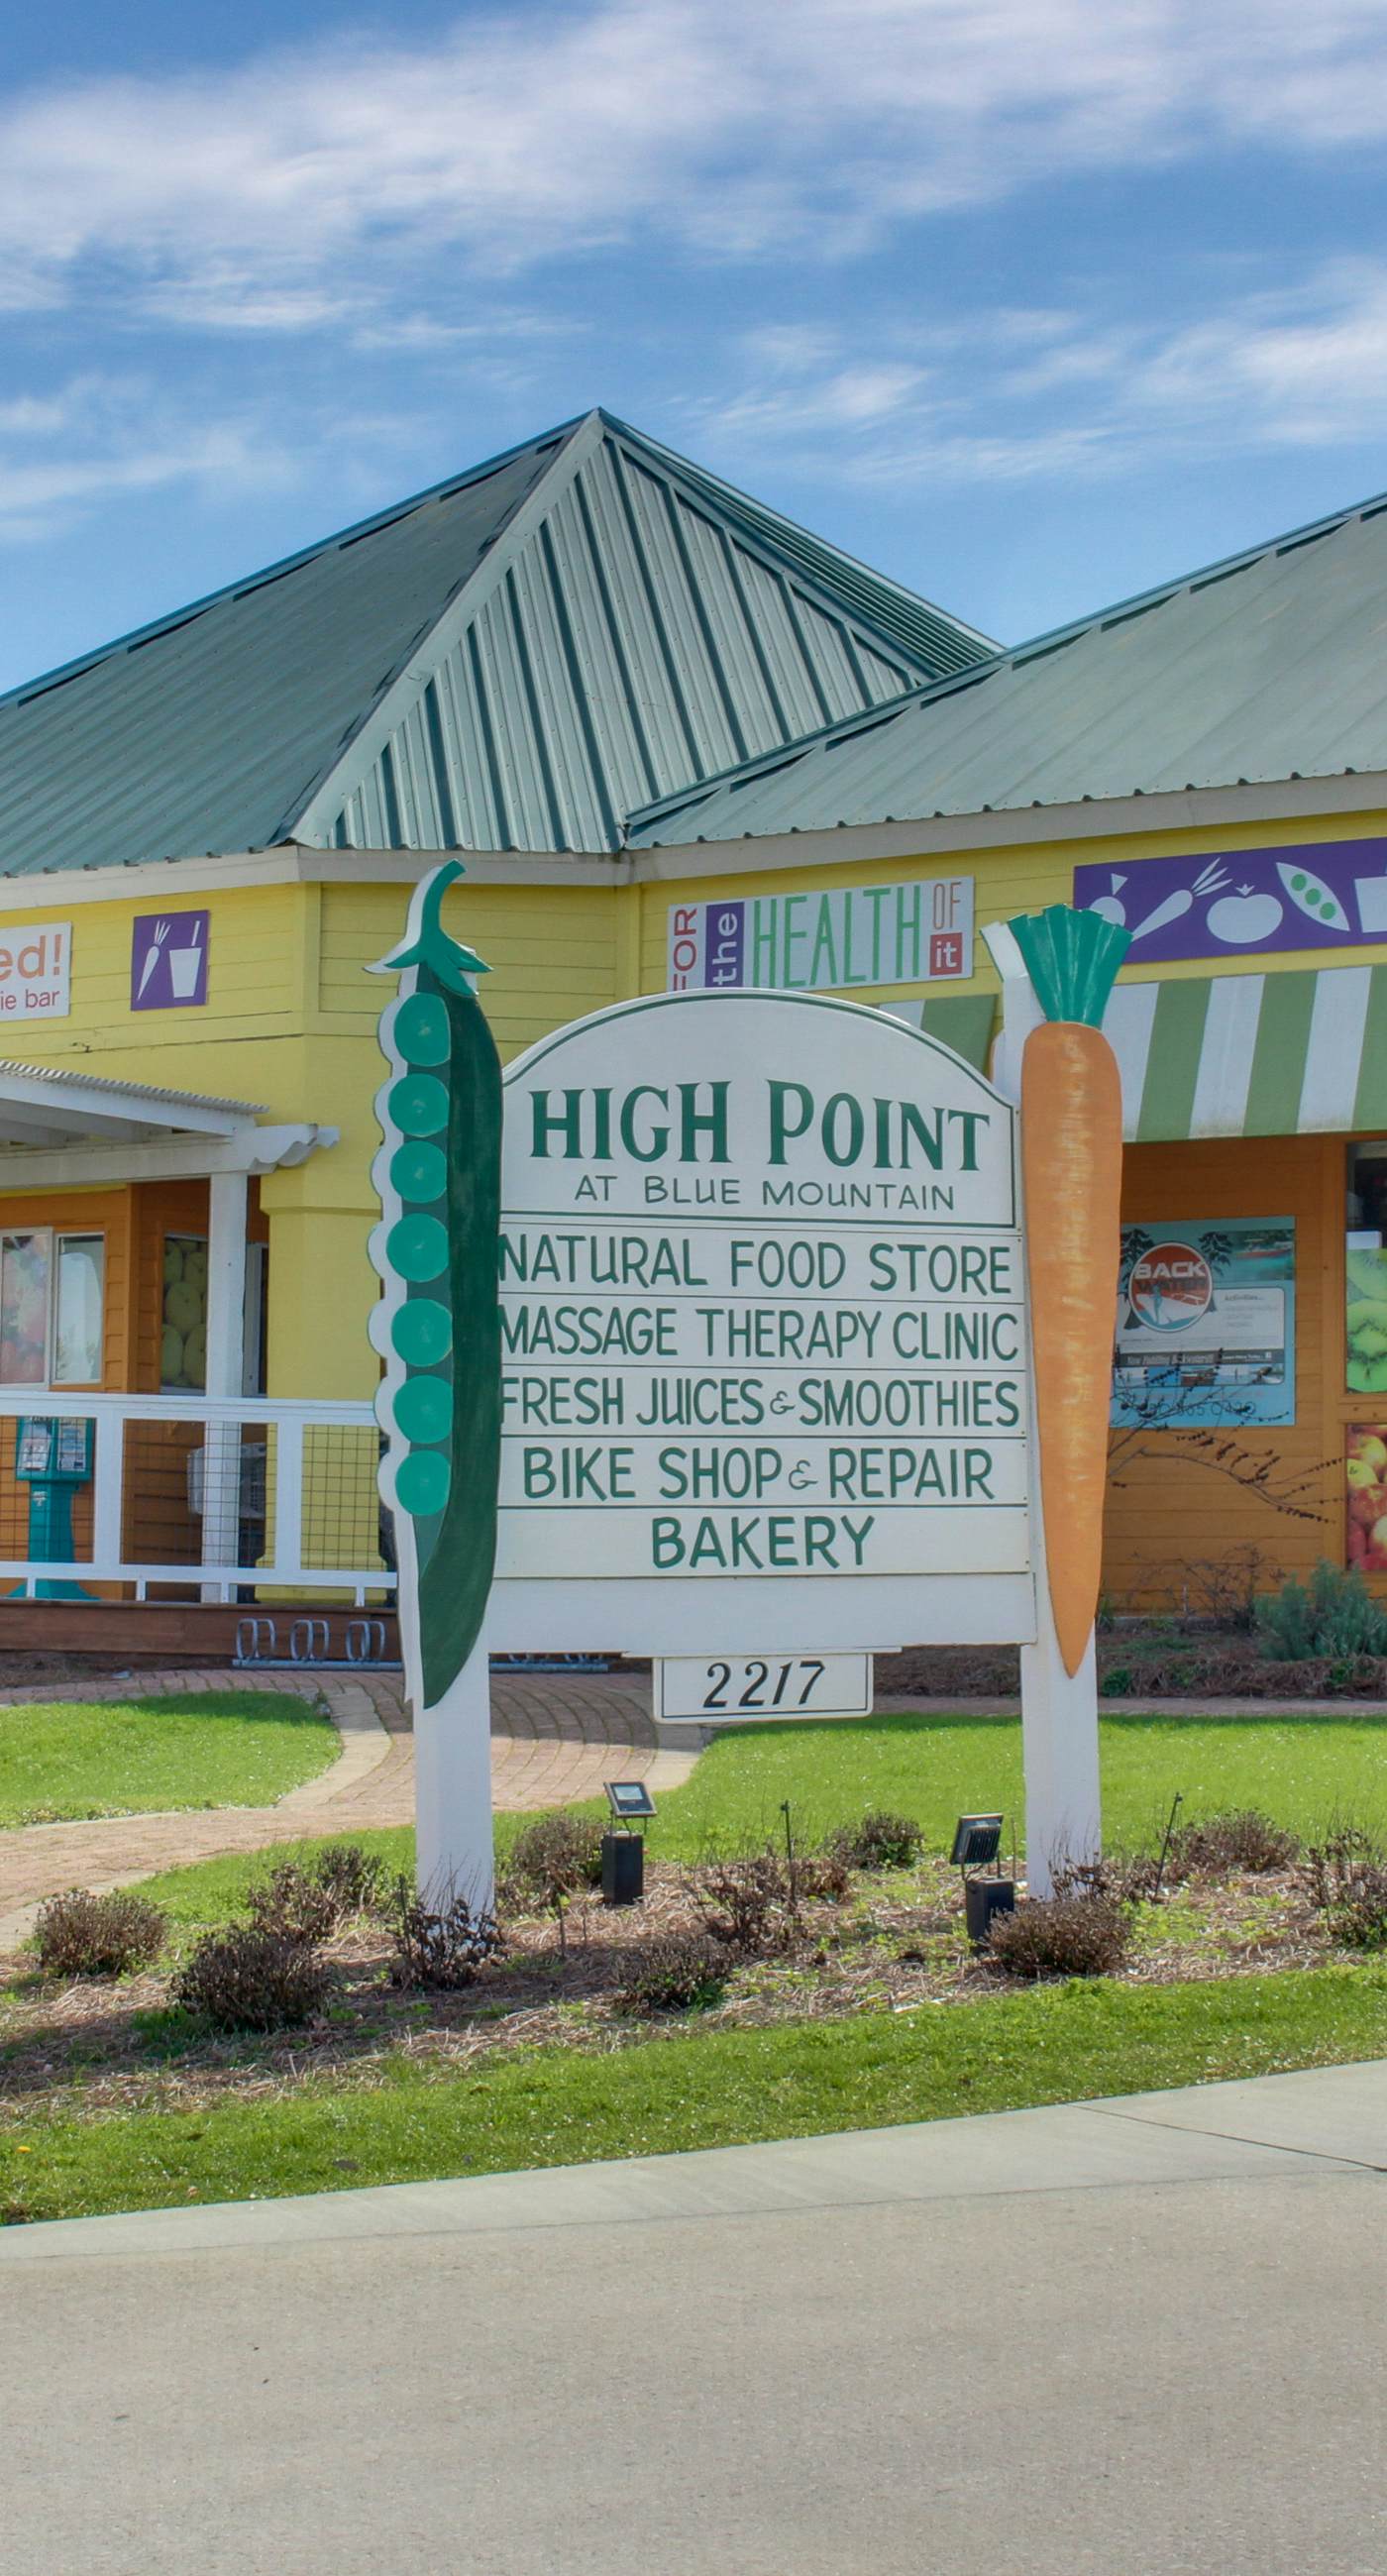 ed!
ie bar
FOR the HEALTH OF it
HIGH POINT
AT BLUE MOUNTAIN
NATURAL FOOD STORE
MASSAGE THERAPY CLINIC
FRESH JUICES & SMOOTHIES
BIKE SHOP & REPAIR
BAKERY
2217
BACK